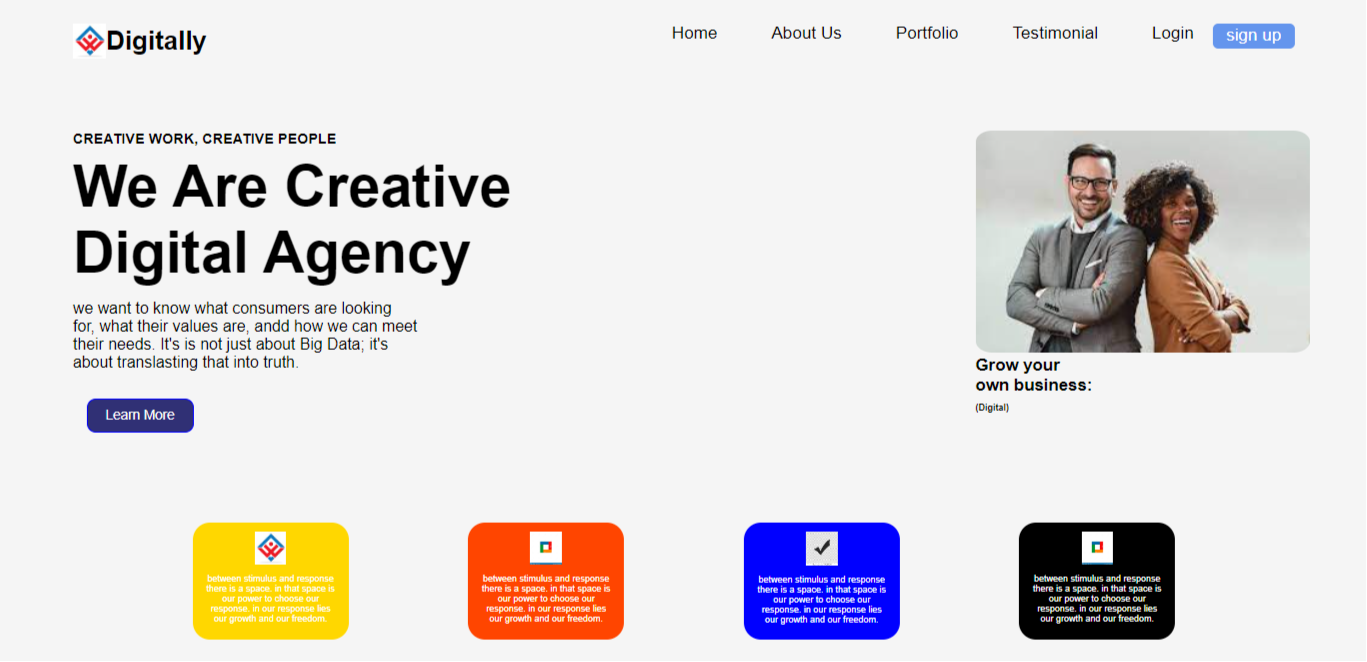 Digitally
Home About Us Portfolio Testimonial Login sign up
CREATIVE WORK, CREATIVE PEOPLE
We Are Creative
Digital Agency
we want to know what consumers are looking
for, what their values are, andd how we can meet
their needs. It's is not just about Big Data; it's
about translasting that into truth.
Learn More
Grow your
own business:
(Digital)
between stimulus and response
there is a space. in that space is
our power to choose our
response. in our response lies
our growth and our freedom.
between stimulus and response
there is a space. in that space is
our power to choose our
response. in our response lies
our growth and our freedom.
between stimulus and response
there is a space. in that space is
our power to choose our
response. in our response lies
our growth and our freedom.
between stimulus and response
there is a space. in that space is
our power to choose our
response. in our response lies
our growth and our freedom.